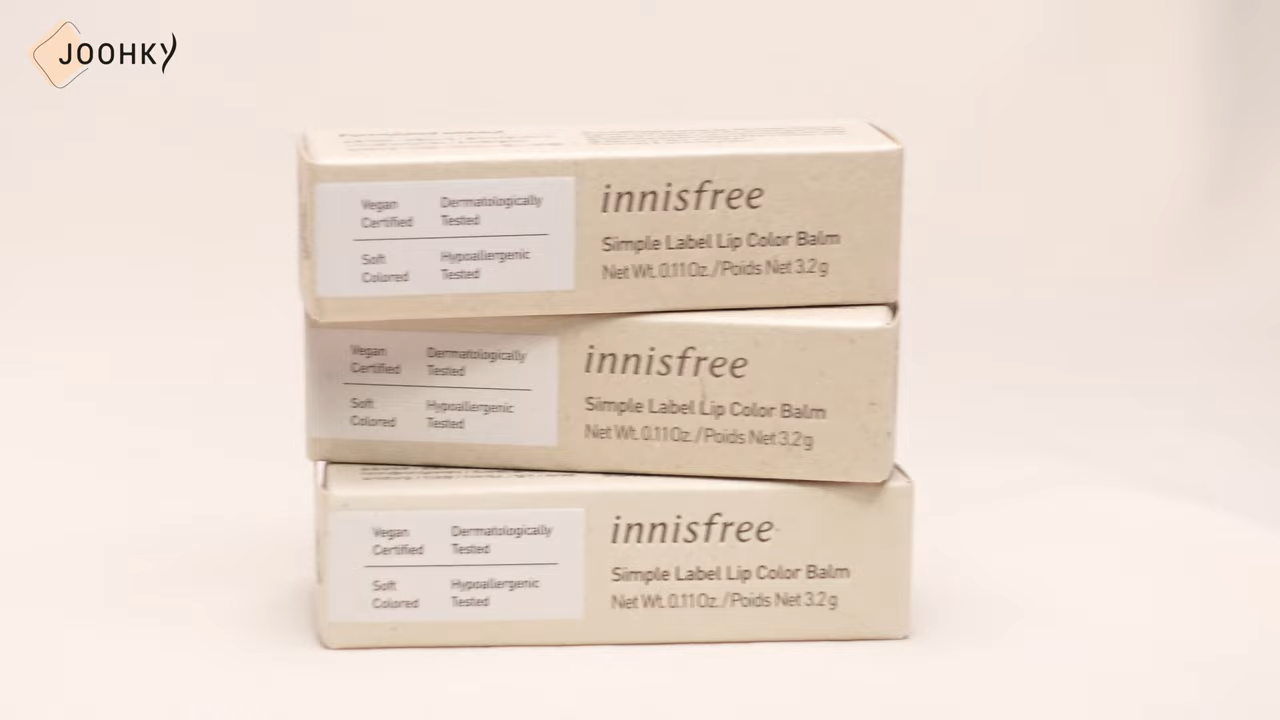 JOOHKY
innisfree
Simple Label Lip Color Balm
Net Wt. 0.11 Oz. / Poids Net 3.2 g
Vegan
Certified
Dermatologically
Tested
Soft
Colored
Hypoallergenic
Tested
innisfree
Simple Label Lip Color Balm
Net Wt. 0.11 Oz. / Poids Net 3.2 g
Vegan
Certified
Dermatologically
Tested
Soft
Colored
Hypoallergenic
Tested
innisfree
Simple Label Lip Color Balm
Net Wt. 0.11 Oz. / Poids Net 3.2 g
Vegan
Certified
Dermatologically
Tested
Soft
Colored
Hypoallergenic
Tested